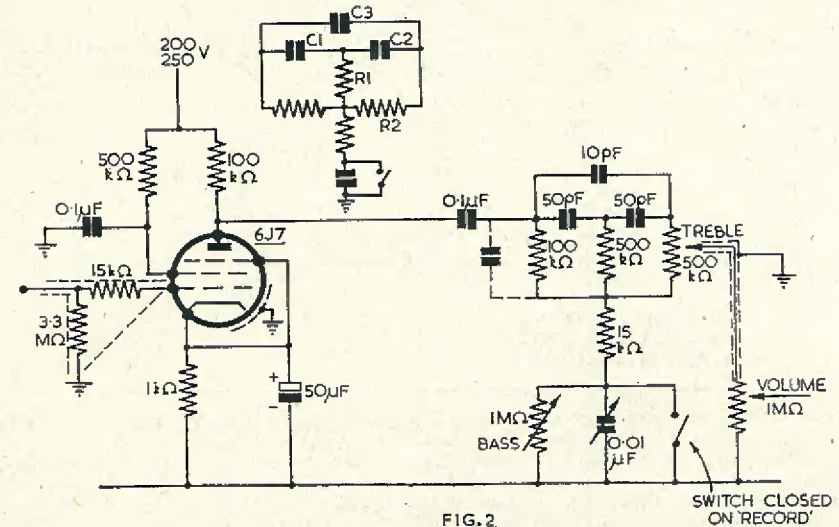 200
250 V
C3
C1
C2
R1
R2
500
kΩ
100
kΩ
0·1µF
6J7
15kΩ
3·3
MΩ
1kΩ
+
−
50µF
0·1µF
10pF
50pF
50pF
TREBLE
100
kΩ
500
kΩ
500
kΩ
15
kΩ
1MΩ
BASS
0·01
µF
VOLUME
1MΩ
SWITCH CLOSED
ON 'RECORD'
FIG. 2